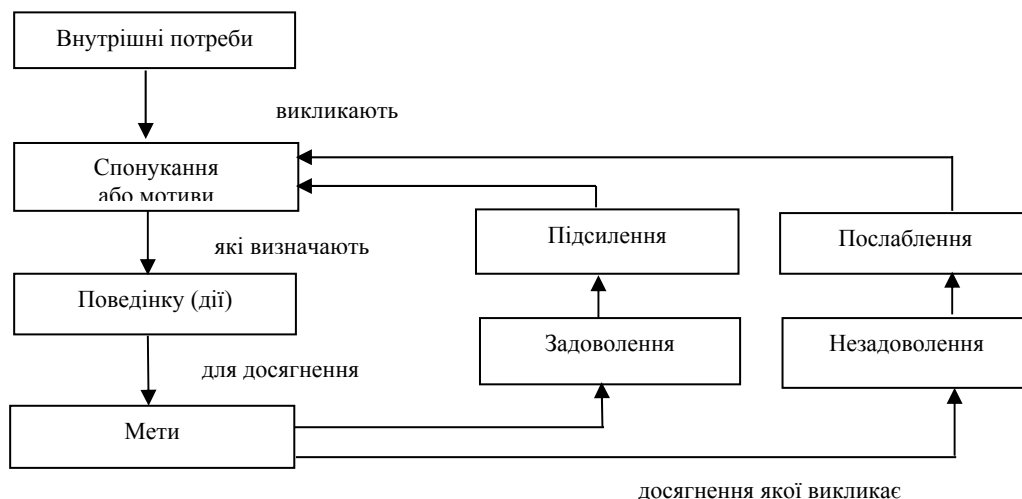 Внутрішні потреби
викликають
Спонукання
або мотиви
які визначають
Підсилення
Послаблення
Поведінку (дії)
Задоволення
Незадоволення
для досягнення
Мети
досягнення якої викликає